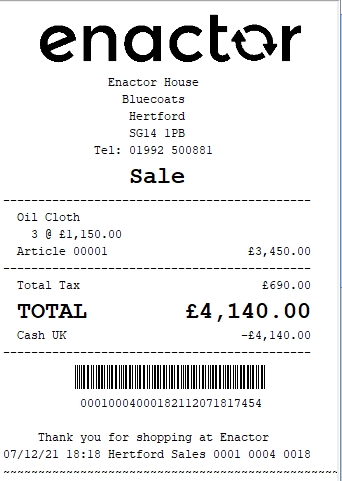 enactor
Enactor House
Bluecoats
Hertford
SG14 1PB
Tel: 01992 500881
Sale
Oil Cloth
3 @ £1,150.00
Article 00001 £3,450.00
Total Tax £690.00
TOTAL £4,140.00
Cash UK -£4,140.00
00010004000182112071817454
Thank you for shopping at Enactor
07/12/21 18:18 Hertford Sales 0001 0004 0018